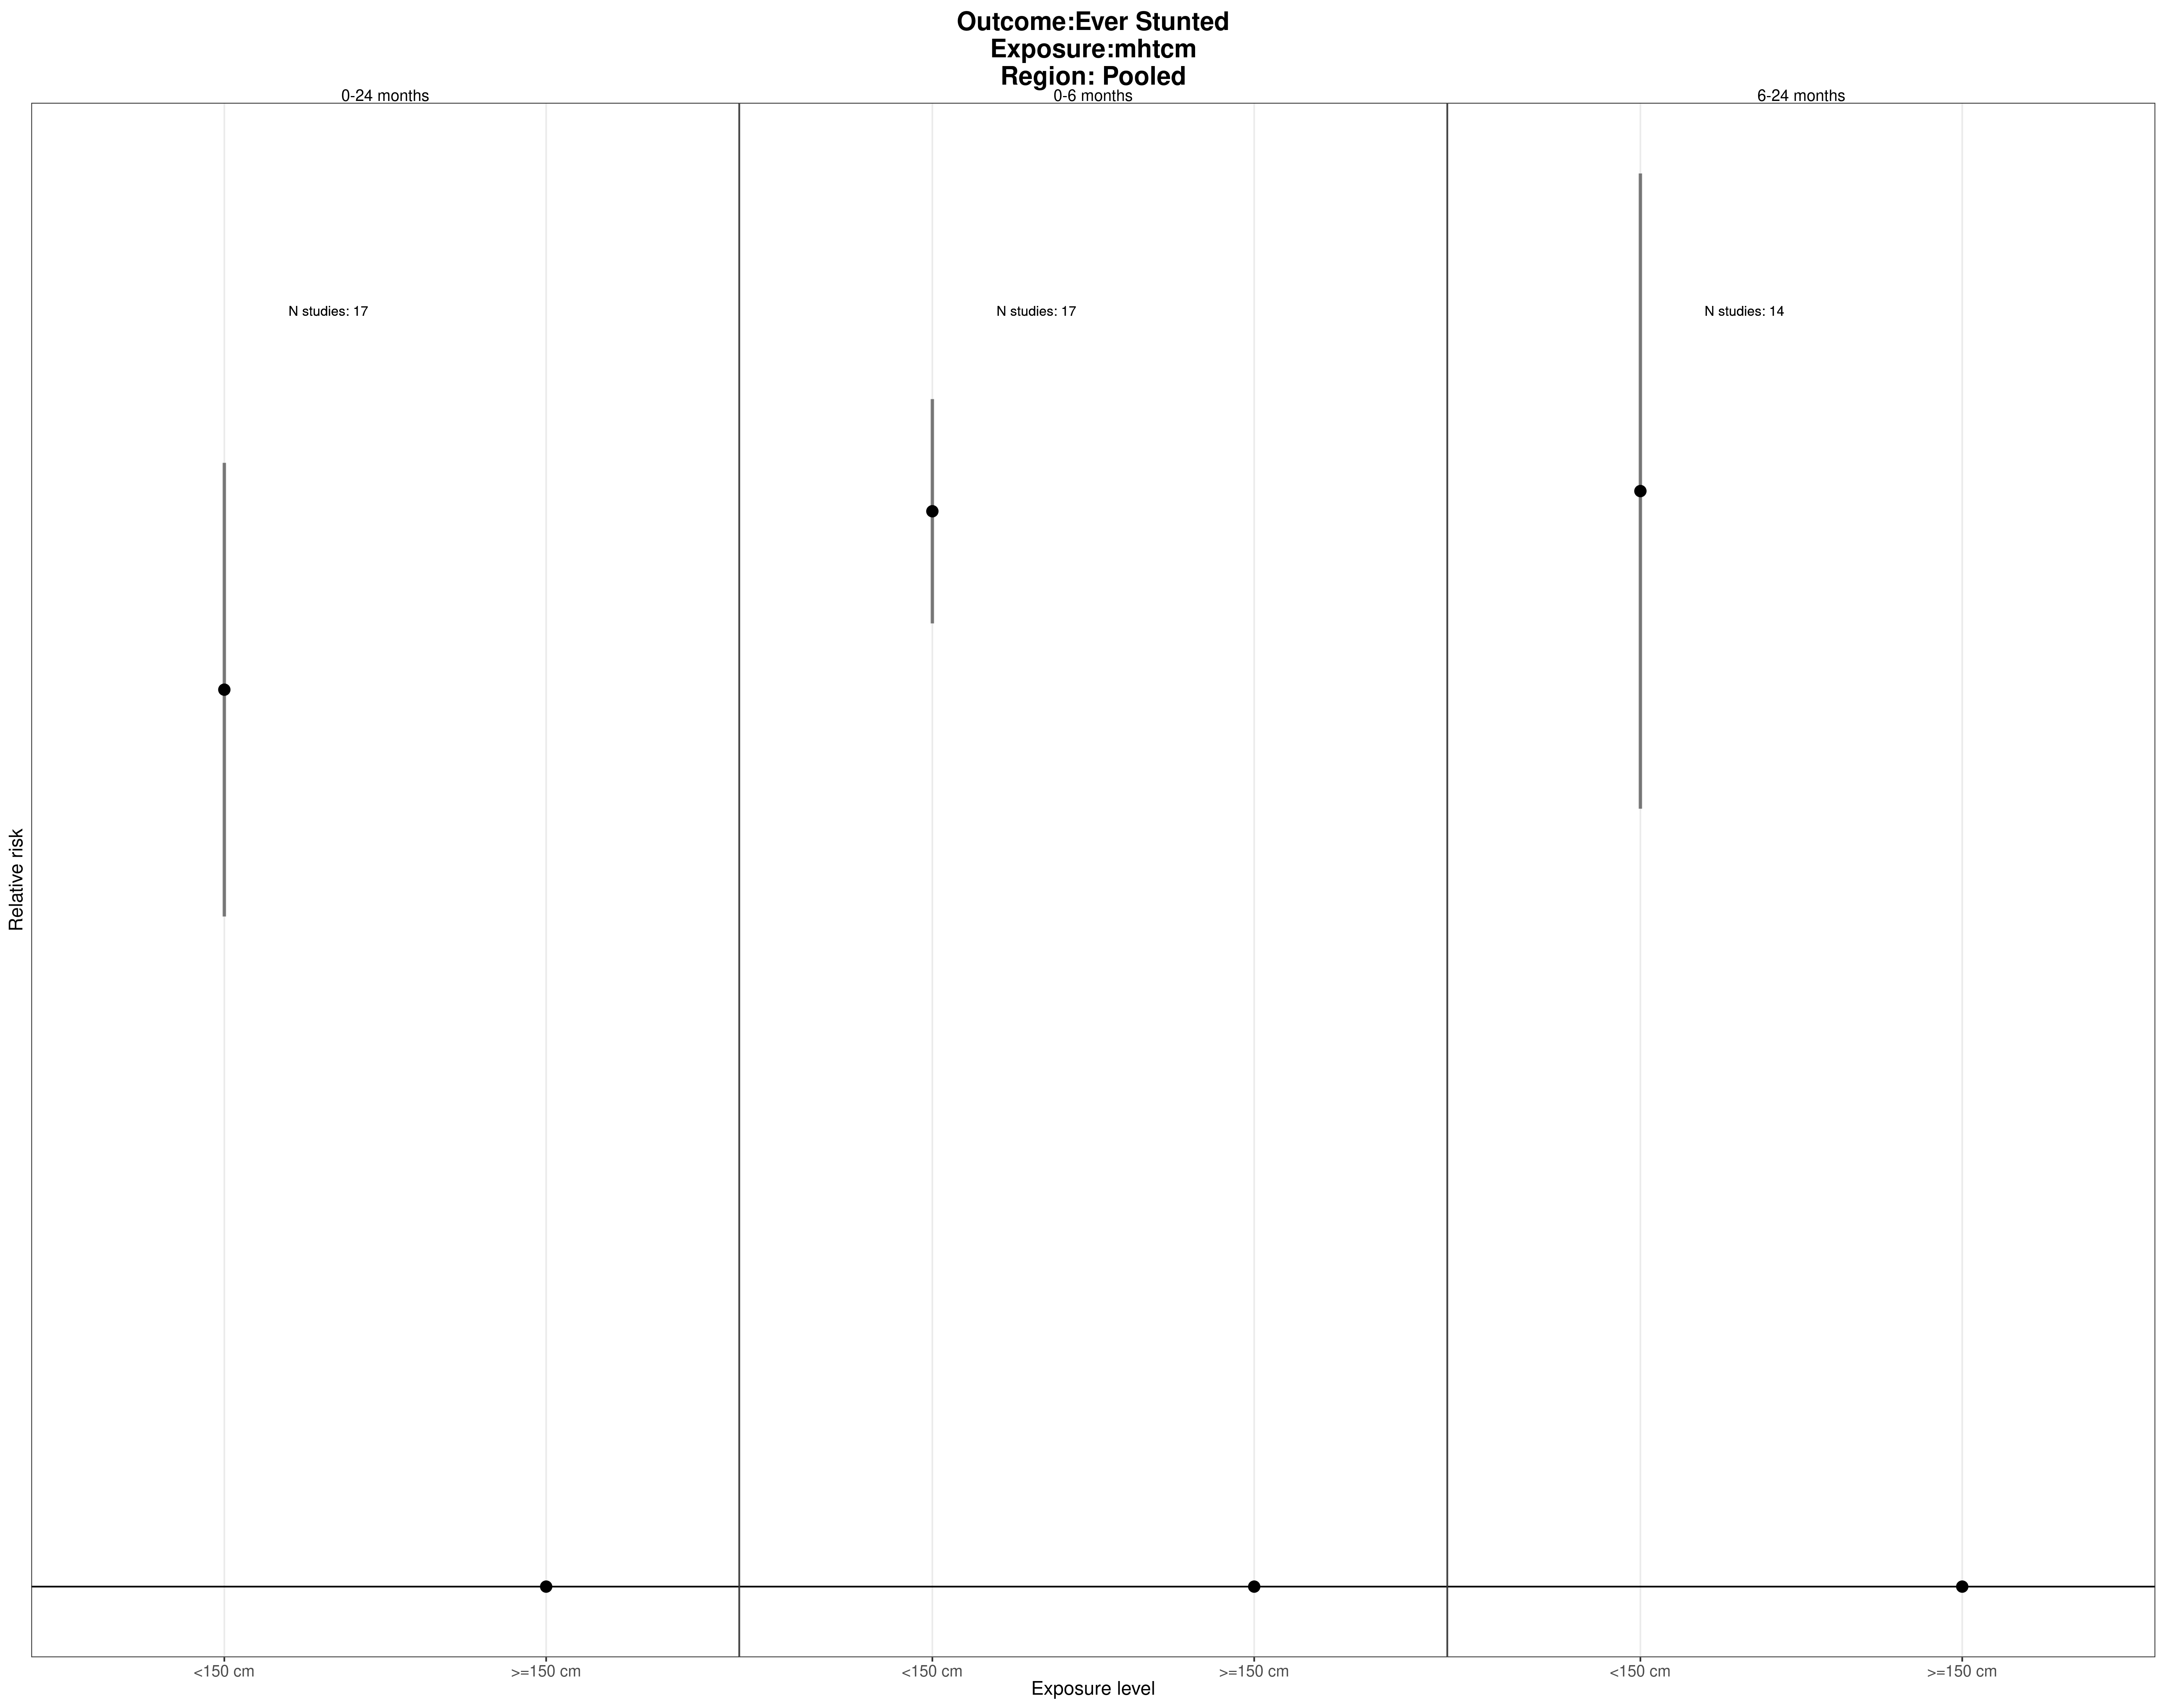 Outcome:Ever Stunted
Exposure:mhtcm
Region: Pooled
0-24 months
0-6 months
6-24 months
N studies: 17
N studies: 17
N studies: 14
Relative risk
<150 cm
>=150 cm
<150 cm
>=150 cm
<150 cm
>=150 cm
Exposure level